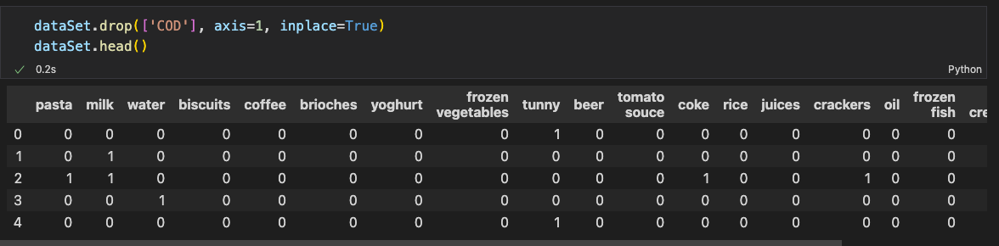 dataSet.drop(['COD'], axis=1, inplace=True)
dataSet.head()
✓ 0.2s Python
pasta milk water biscuits coffee brioches yoghurt frozen vegetables tunny beer tomato souce coke rice juices crackers oil frozen fish cre
0 0 0 0 0 0 0 0 0 1 0 0 0 0 0 0 0 0
1 0 1 0 0 0 0 0 0 0 0 0 0 0 0 0 0 0
2 1 1 0 0 0 0 0 0 0 0 0 1 0 0 1 0 0
3 0 0 1 0 0 0 0 0 0 0 0 0 0 0 0 0 0
4 0 0 0 0 0 0 0 0 1 0 0 0 0 0 0 0 0